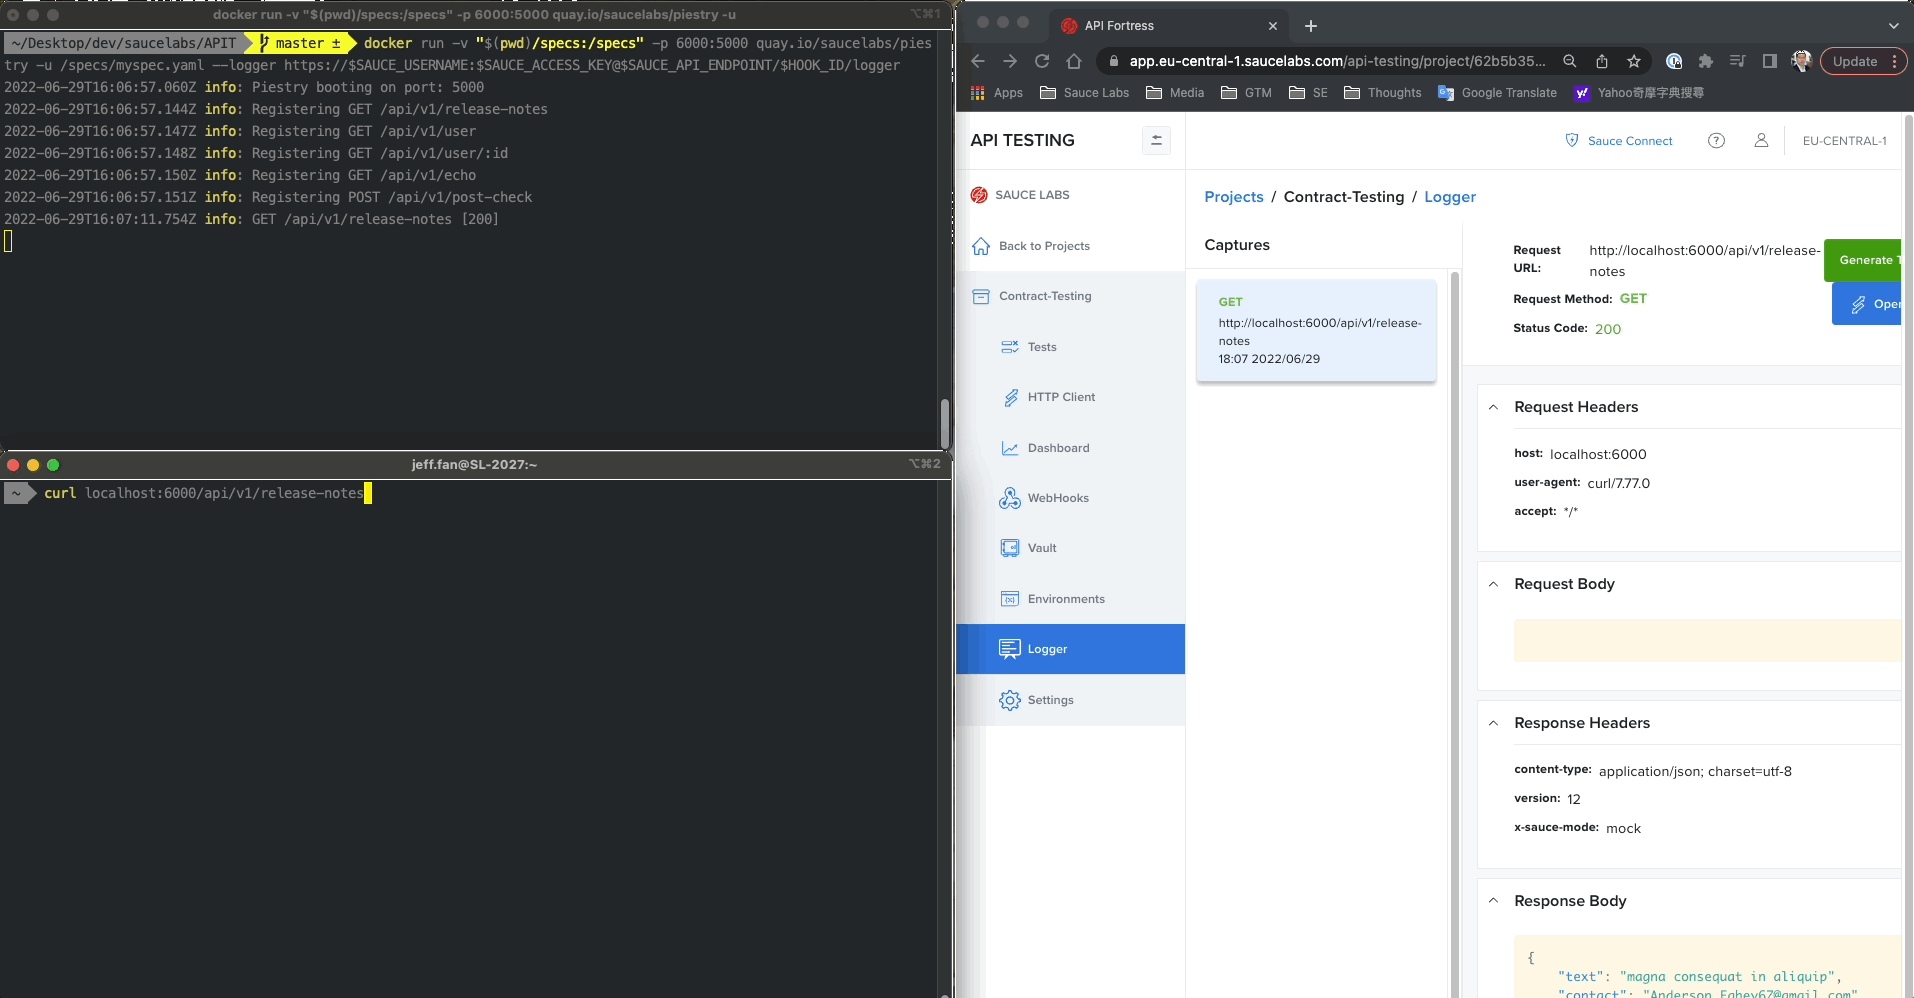 docker run -v "$(pwd)/specs:/specs" -p 6000:5000 quay.io/saucelabs/piestry -u
⌥⌘1
~/Desktop/dev/saucelabs/APIT master ± docker run -v "$(pwd)/specs:/specs" -p 6000:5000 quay.io/saucelabs/pies
try -u /specs/myspec.yaml --logger https://$SAUCE_USERNAME:$SAUCE_ACCESS_KEY@$SAUCE_API_ENDPOINT/$HOOK_ID/logger
2022-06-29T16:06:57.060Z info: Piestry booting on port: 5000
2022-06-29T16:06:57.144Z info: Registering GET /api/v1/release-notes
2022-06-29T16:06:57.147Z info: Registering GET /api/v1/user
2022-06-29T16:06:57.148Z info: Registering GET /api/v1/user/:id
2022-06-29T16:06:57.150Z info: Registering GET /api/v1/echo
2022-06-29T16:06:57.151Z info: Registering POST /api/v1/post-check
2022-06-29T16:07:11.754Z info: GET /api/v1/release-notes [200]
jeff.fan@SL-2027:~
⌥⌘2
~ curl localhost:6000/api/v1/release-notes
API Fortress
app.eu-central-1.saucelabs.com/api-testing/project/62b5b35...
Update
Apps
Sauce Labs
Media
GTM
SE
Thoughts
Google Translate
Yahoo奇摩字典搜尋
API TESTING
Sauce Connect
EU-CENTRAL-1
SAUCE LABS
Back to Projects
Contract-Testing
Tests
HTTP Client
Dashboard
WebHooks
Vault
Environments
Logger
Settings
Projects / Contract-Testing / Logger
Captures
GET
http://localhost:6000/api/v1/release-
notes
18:07 2022/06/29
Request URL: http://localhost:6000/api/v1/release-
notes
Generate T
Request Method: GET
Open
Status Code: 200
Request Headers
host: localhost:6000
user-agent: curl/7.77.0
accept: */*
Request Body
Response Headers
content-type: application/json; charset=utf-8
version: 12
x-sauce-mode: mock
Response Body
{
"text": "magna consequat in aliquip",
"contact": "Anderson_Fahey67@gmail.com"